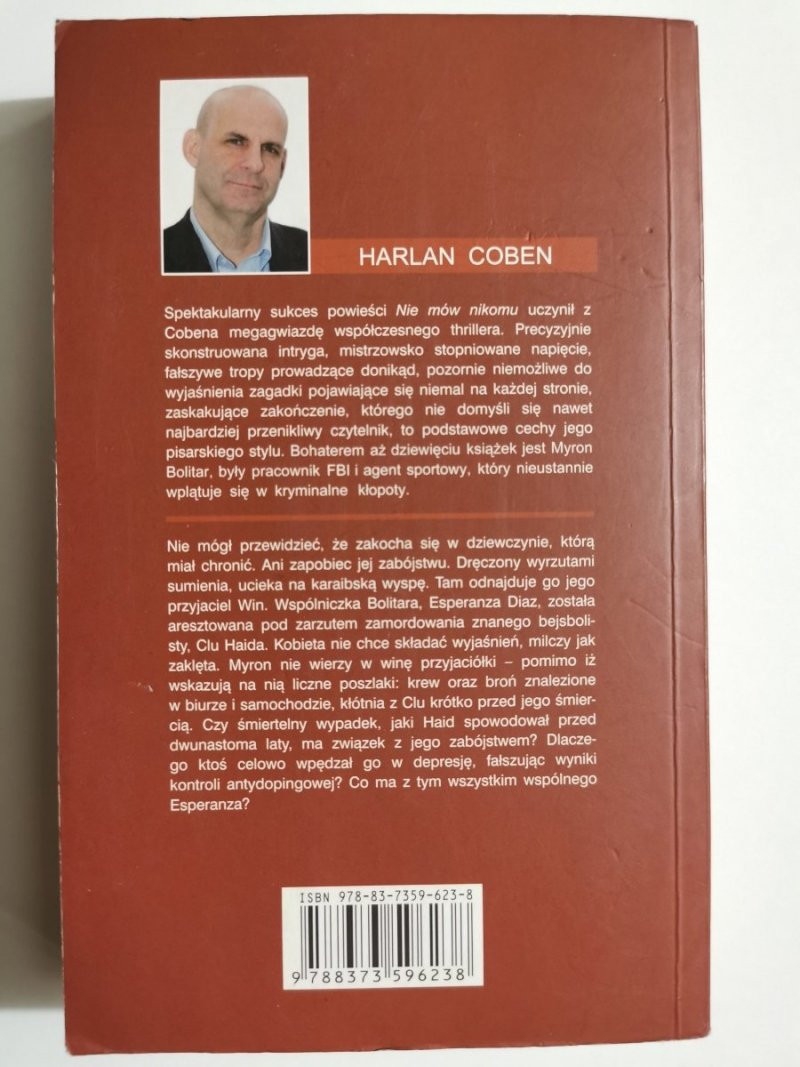 HARLAN COBEN
Spektakularny sukces powieści Nie mów nikomu uczynił z
Cobena megagwiazdę współczesnego thrillera. Precyzyjnie
skonstruowana intryga, mistrzowsko stopniowane napięcie,
fałszywe tropy prowadzące donikąd, pozornie niemożliwe do
wyjaśnienia zagadki pojawiające się niemal na każdej stronie,
zaskakujące zakończenie, którego nie domyśli się nawet
najbardziej przenikliwy czytelnik, to podstawowe cechy jego
pisarskiego stylu. Bohaterem aż dziewięciu książek jest Myron
Bolitar, były pracownik FBI i agent sportowy, który nieustannie
wplątuje się w kryminalne kłopoty.
Nie mógł przewidzieć, że zakocha się w dziewczynie, którą
miał chronić. Ani zapobiec jej zabójstwu. Dręczony wyrzutami
sumienia, ucieka na karaibską wyspę. Tam odnajduje go jego
przyjaciel Win. Wspólniczka Bolitara, Esperanza Diaz, została
aresztowana pod zarzutem zamordowania znanego bejsboli-
sty, Clu Haida. Kobieta nie chce składać wyjaśnień, milczy jak
zaklęta. Myron nie wierzy w winę przyjaciółki – pomimo iż
wskazują na nią liczne poszlaki: krew oraz broń znalezione
w biurze i samochodzie, kłótnia z Clu krótko przed jego śmier-
cią. Czy śmiertelny wypadek, jaki Haid spowodował przed
dwunastoma laty, ma związek z jego zabójstwem? Dlacze-
go ktoś celowo wpędzał go w depresję, fałszując wyniki
kontroli antydopingowej? Co ma z tym wszystkim wspólnego
Esperanza?
ISBN 978-83-7359-623-8
9 788373 596238